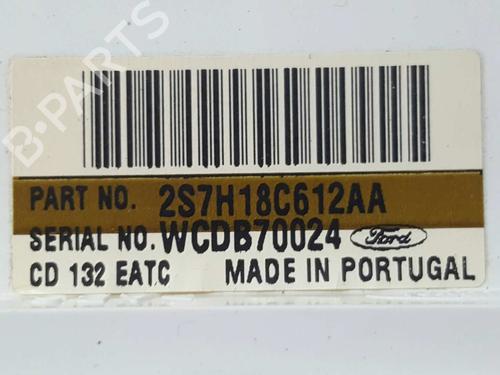 B-PARTS
PART NO. 2S7H18C612AA
SERIAL NO. WCDB70024 Ford
CD 132 EATC MADE IN PORTUGAL